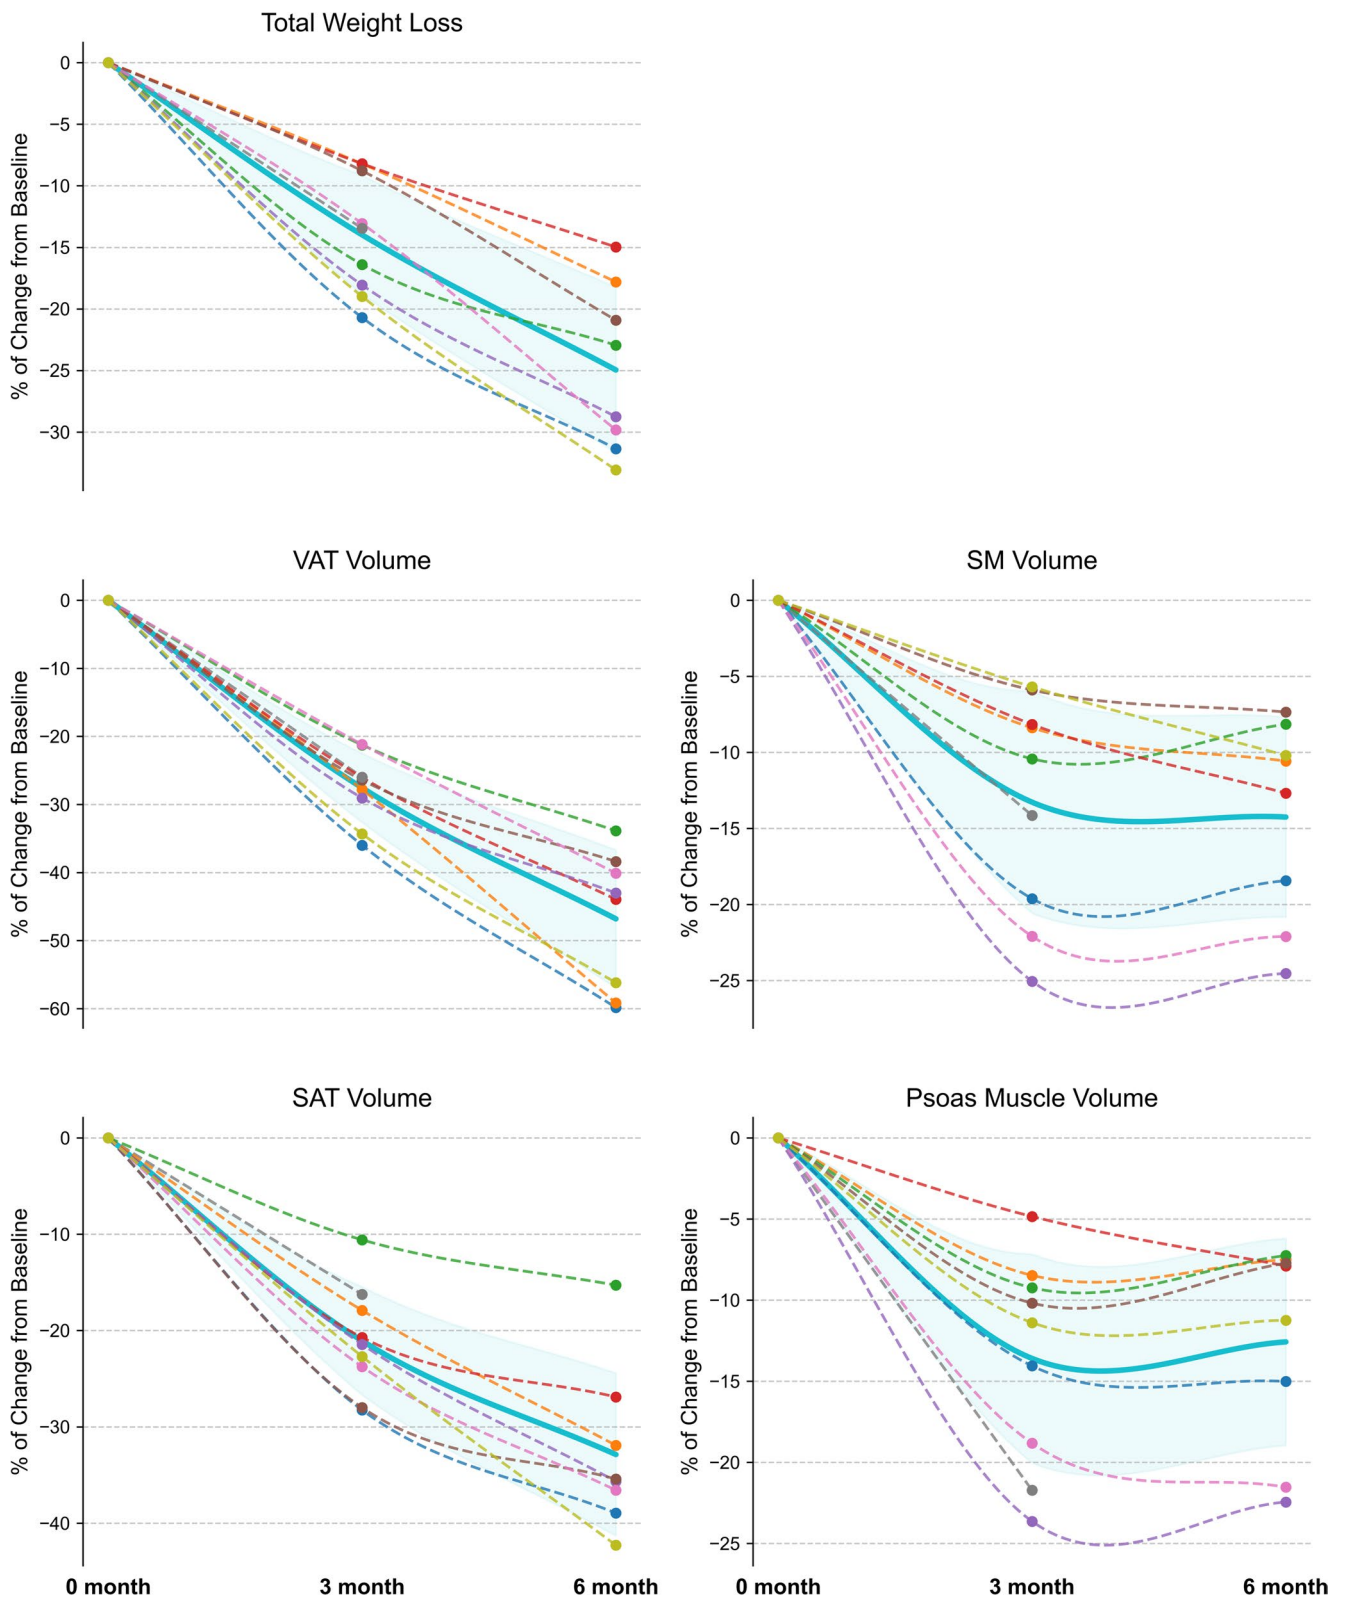 Total Weight Loss
% of Change from Baseline
0
−5
−10
−15
−20
−25
−30
VAT Volume
% of Change from Baseline
0
−10
−20
−30
−40
−50
−60
SM Volume
% of Change from Baseline
0
−5
−10
−15
−20
−25
SAT Volume
% of Change from Baseline
0
−10
−20
−30
−40
0 month 3 month 6 month
Psoas Muscle Volume
% of Change from Baseline
0
−5
−10
−15
−20
−25
0 month 3 month 6 month